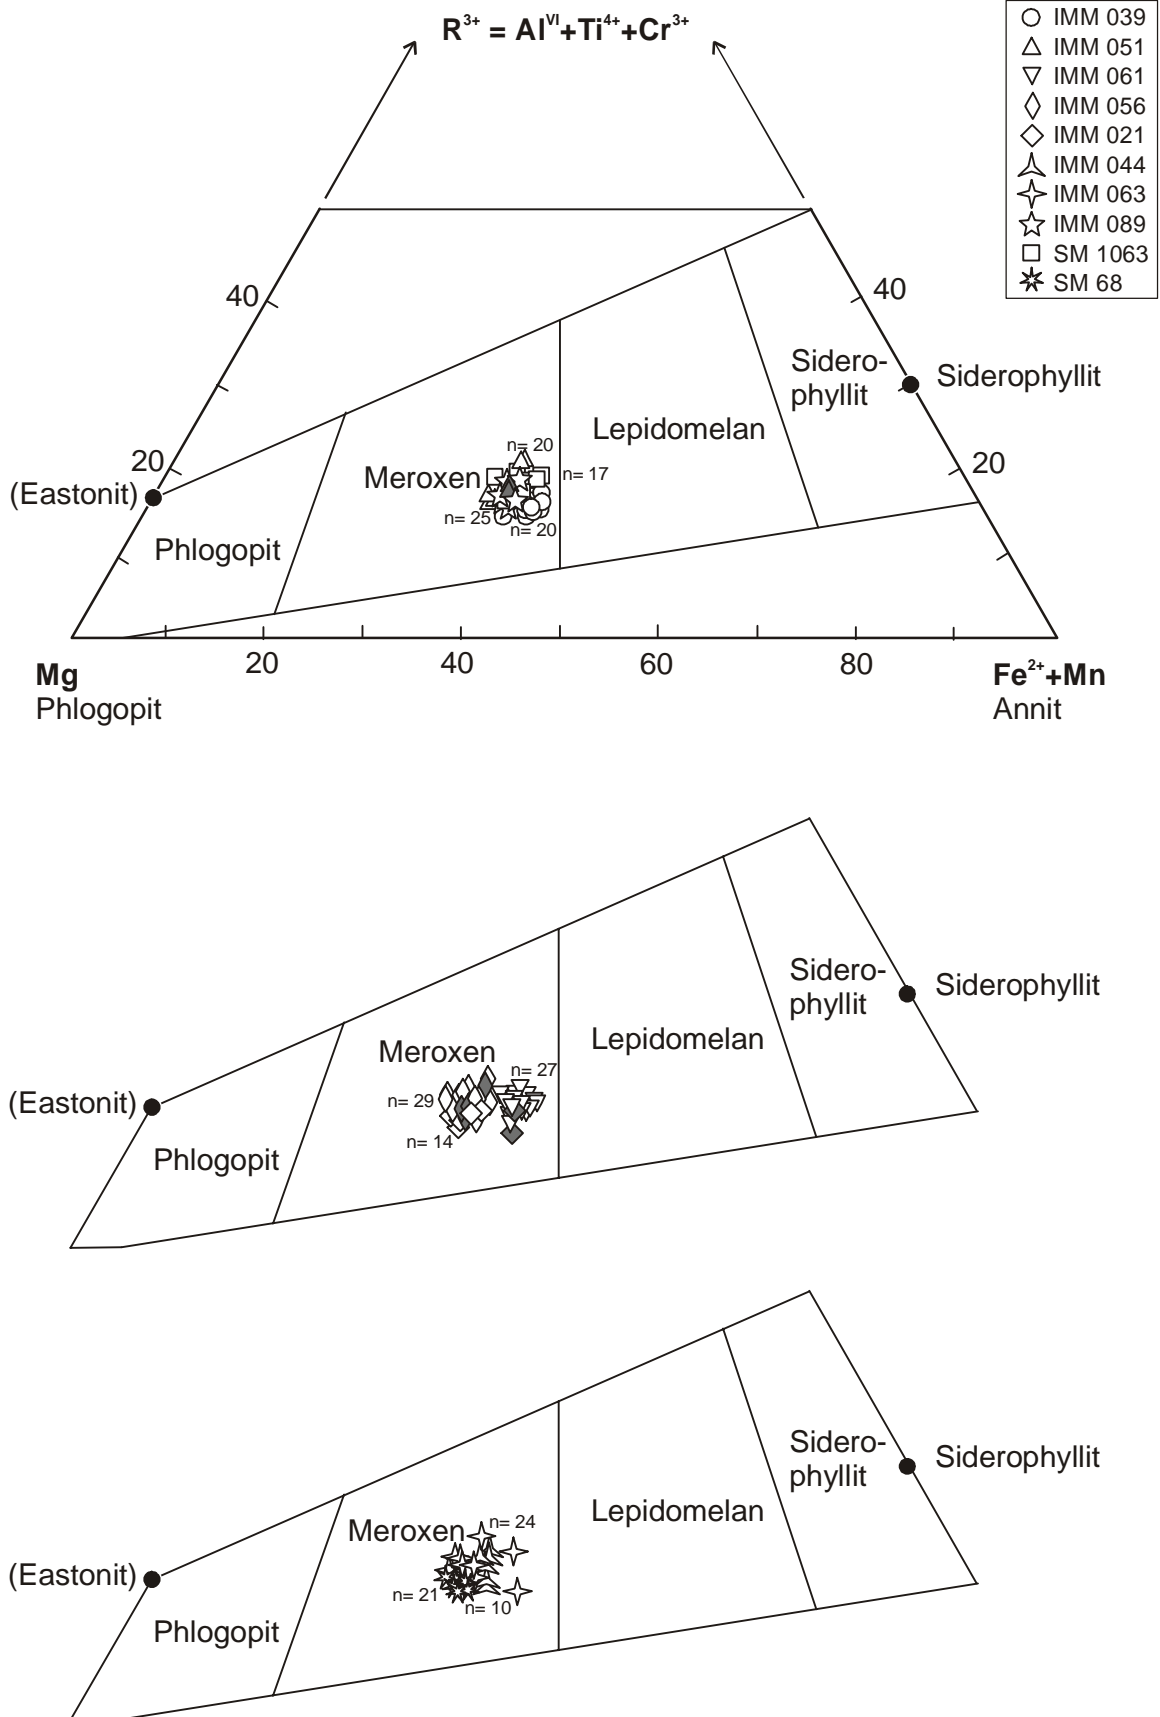 R³⁺ = Alⱽᴵ+Ti⁴⁺+Cr³⁺
IMM 039
IMM 051
IMM 061
IMM 056
IMM 021
IMM 044
IMM 063
IMM 089
SM 1063
SM 68
40
40
Sidero-
phyllit
Siderophyllit
Lepidomelan
n= 20
20
Meroxen
n= 17
20
(Eastonit)
n= 25
n= 20
Phlogopit
20
40
60
80
Mg
Phlogopit
Fe²⁺+Mn
Annit
Sidero-
phyllit
Siderophyllit
Lepidomelan
Meroxen
n= 27
n= 29
(Eastonit)
n= 14
Phlogopit
Sidero-
phyllit
Siderophyllit
Lepidomelan
Meroxen
n= 24
(Eastonit)
n= 21
n= 10
Phlogopit